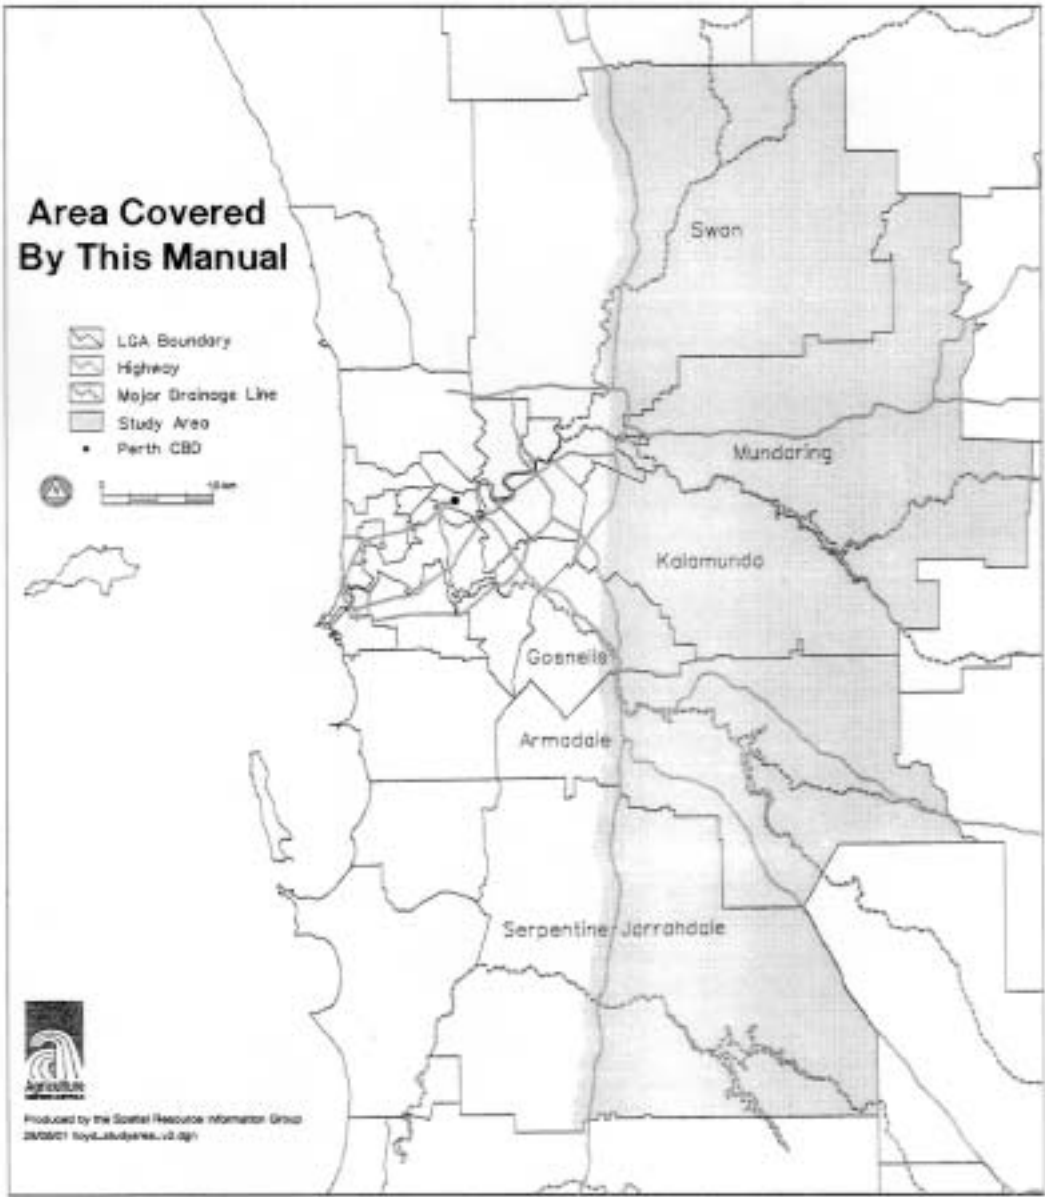 Area Covered
By This Manual
LGA Boundary
Highway
Major Drainage Line
Study Area
Perth CBD
0
Swan
Mundaring
Kalamunda
Gosnells
Armadale
Serpentine-Jarrahdale
Agriculture
Produced by the Spatial Resource Information Group